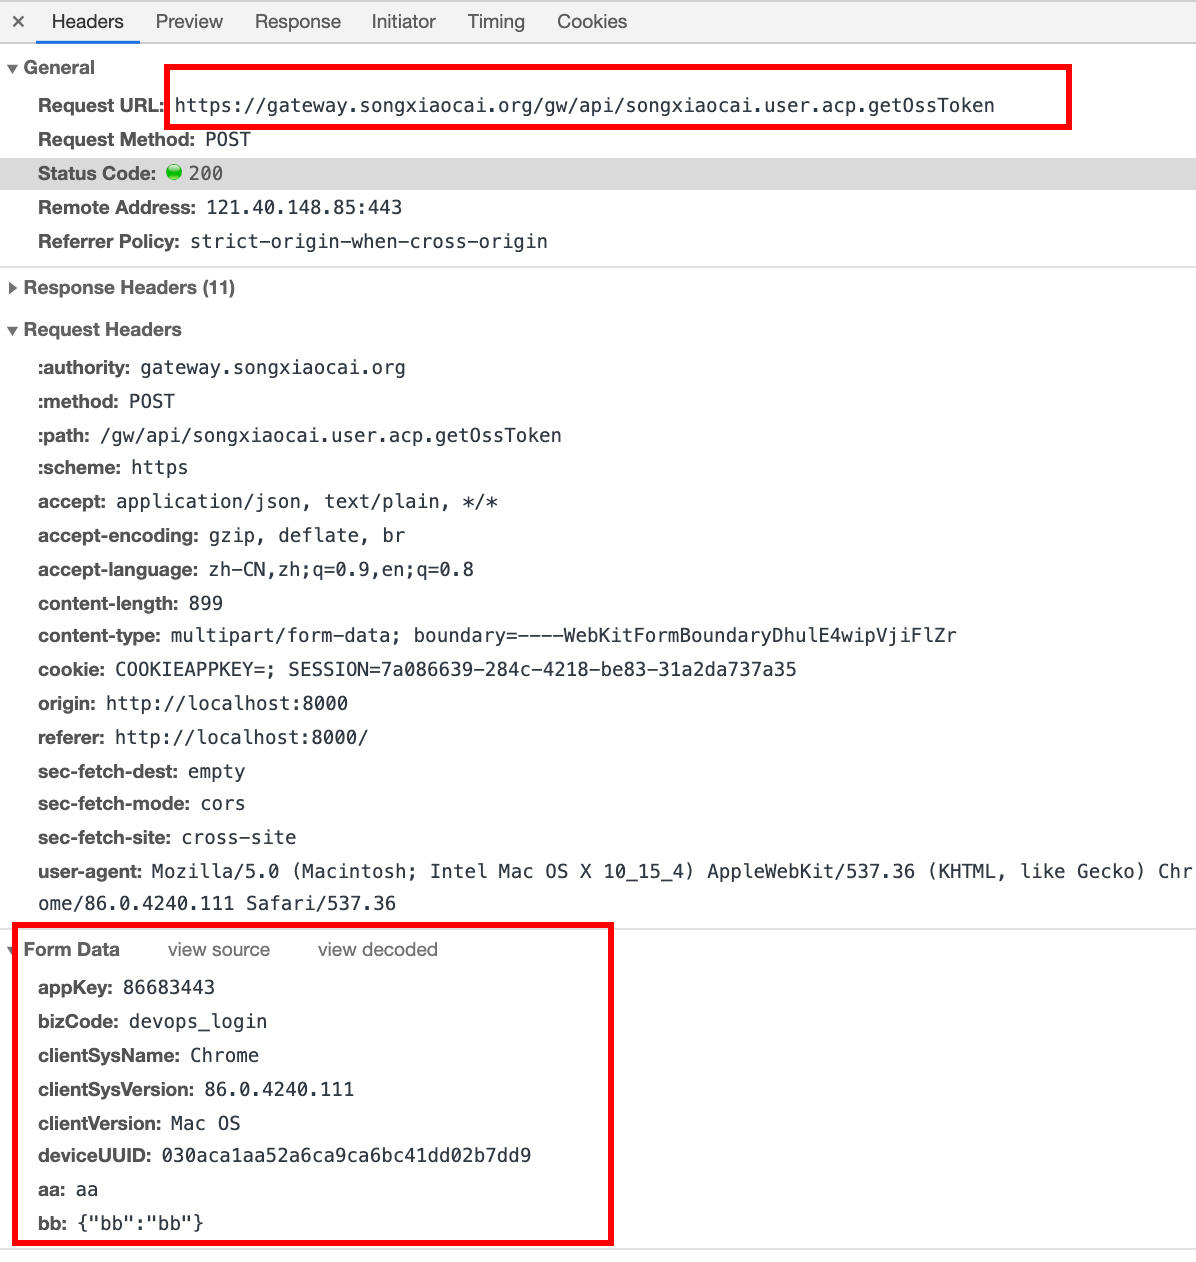 × Headers Preview Response Initiator Timing Cookies
General
Request URL: https://gateway.songxiaocai.org/gw/api/songxiaocai.user.acp.getOssToken
Request Method: POST
Status Code: 200
Remote Address: 121.40.148.85:443
Referrer Policy: strict-origin-when-cross-origin
Response Headers (11)
Request Headers
:authority: gateway.songxiaocai.org
:method: POST
:path: /gw/api/songxiaocai.user.acp.getOssToken
:scheme: https
accept: application/json, text/plain, */*
accept-encoding: gzip, deflate, br
accept-language: zh-CN,zh;q=0.9,en;q=0.8
content-length: 899
content-type: multipart/form-data; boundary=----WebKitFormBoundaryDhulE4wipVjiFlZr
cookie: COOKIEAPPKEY=; SESSION=7a086639-284c-4218-be83-31a2da737a35
origin: http://localhost:8000
referer: http://localhost:8000/
sec-fetch-dest: empty
sec-fetch-mode: cors
sec-fetch-site: cross-site
user-agent: Mozilla/5.0 (Macintosh; Intel Mac OS X 10_15_4) AppleWebKit/537.36 (KHTML, like Gecko) Chr
ome/86.0.4240.111 Safari/537.36
Form Data view source view decoded
appKey: 86683443
bizCode: devops_login
clientSysName: Chrome
clientSysVersion: 86.0.4240.111
clientVersion: Mac OS
deviceUUID: 030aca1aa52a6ca9ca6bc41dd02b7dd9
aa: aa
bb: {"bb":"bb"}